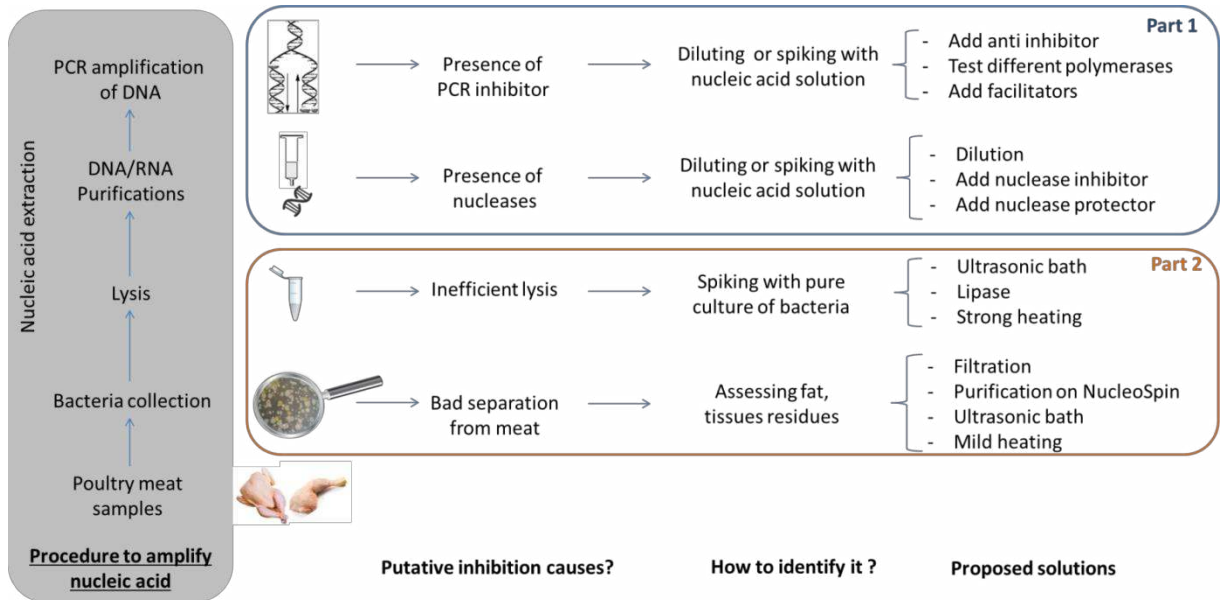 Part 1
PCR amplification
of DNA
Presence of
PCR inhibitor
Diluting or spiking with
nucleic acid solution
- Add anti inhibitor
- Test different polymerases
- Add facilitators
DNA/RNA
Purifications
Presence of
nucleases
Diluting or spiking with
nucleic acid solution
- Dilution
- Add nuclease inhibitor
- Add nuclease protector
Nucleic acid extraction
Part 2
Lysis
Inefficient lysis
Spiking with pure
culture of bacteria
- Ultrasonic bath
- Lipase
- Strong heating
Bacteria collection
Bad separation
from meat
Assessing fat,
tissues residues
- Filtration
- Purification on NucleoSpin
- Ultrasonic bath
- Mild heating
Poultry meat
samples
Procedure to amplify
nucleic acid
Putative inhibition causes?
How to identify it ?
Proposed solutions